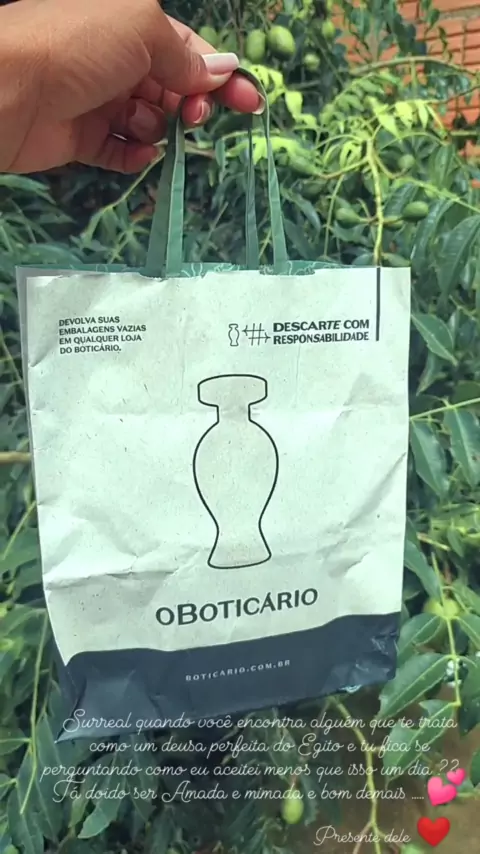 DEVOLVA SUAS
EMBALAGENS VAZIAS
EM QUALQUER LOJA
DO BOTICÁRIO.
DESCARTE COM
RESPONSABILIDADE
OBOTICÁRIO
BOTICARIO.COM.BR
Surreal quando você encontra alguém que te trata
como um deusa perfeita do Egito e tu fica se
perguntando como eu aceitei menos que isso um dia ??
Tá doido ser Amada e mimada e bom demais .... 💕
Presente dele ❤️